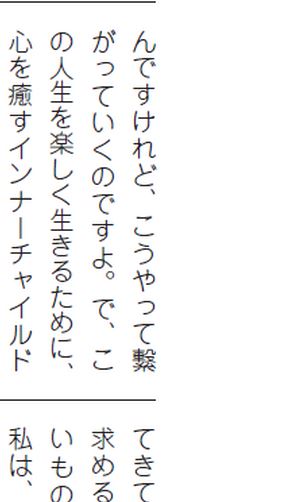 んですけれど、こうやって繋
がっていくのですよ。で、こ
の人生を楽しく生きるために、
心を癒すインナーチャイルド
てきて
求める
いもの
私は、